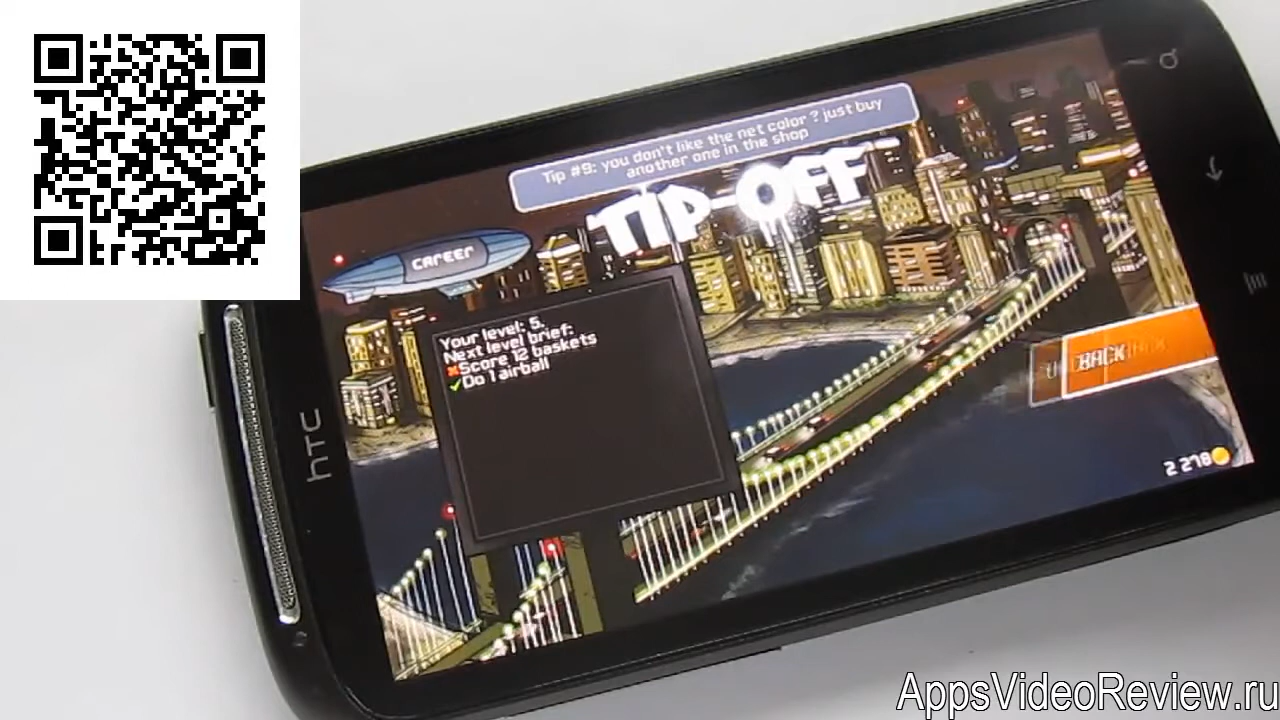 Tip #9: you don't like the net color ? just buy
another one in the shop
TIP-OFF
CAREER
Your level: 5.
Next level brief:
Score 12 baskets
Do 1 airball
BACK
2 278
hTC
AppsVideoReview.ru